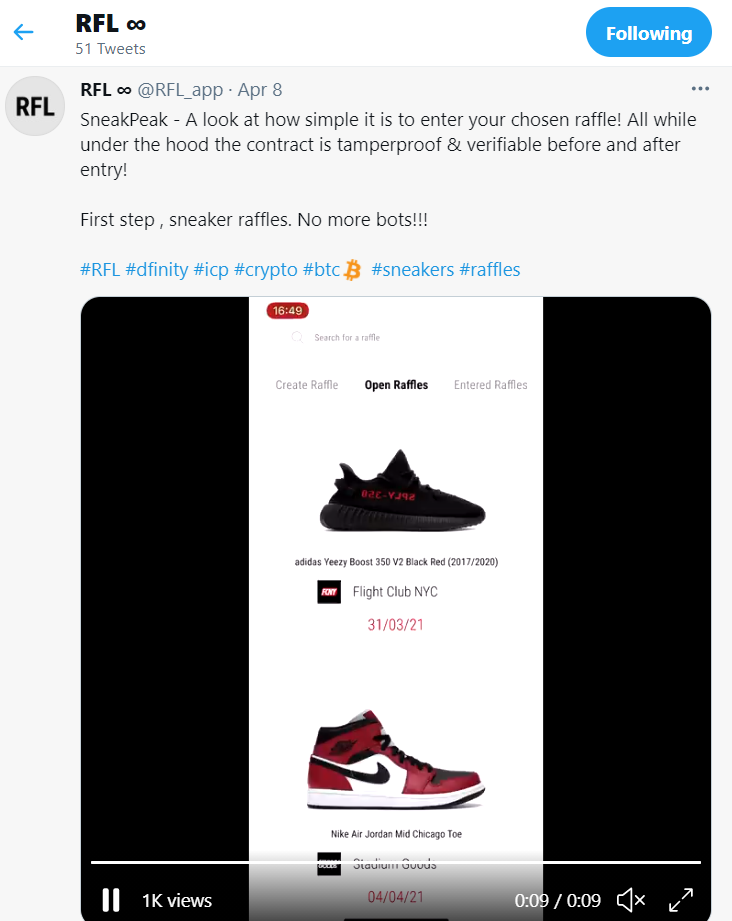 RFL ∞
51 Tweets
Following
RFL
RFL ∞ @RFL_app · Apr 8
SneakPeak - A look at how simple it is to enter your chosen raffle! All while
under the hood the contract is tamperproof & verifiable before and after
entry!
First step , sneaker raffles. No more bots!!!
#RFL #dfinity #icp #crypto #btc #sneakers #raffles
16:49
Search for a raffle
Create Raffle Open Raffles Entered Raffles
SPLY-350
adidas Yeezy Boost 350 V2 Black Red (2017/2020)
Flight Club NYC
31/03/21
Nike Air Jordan Mid Chicago Toe
Stadium Goods
04/04/21
1K views
0:09 / 0:09